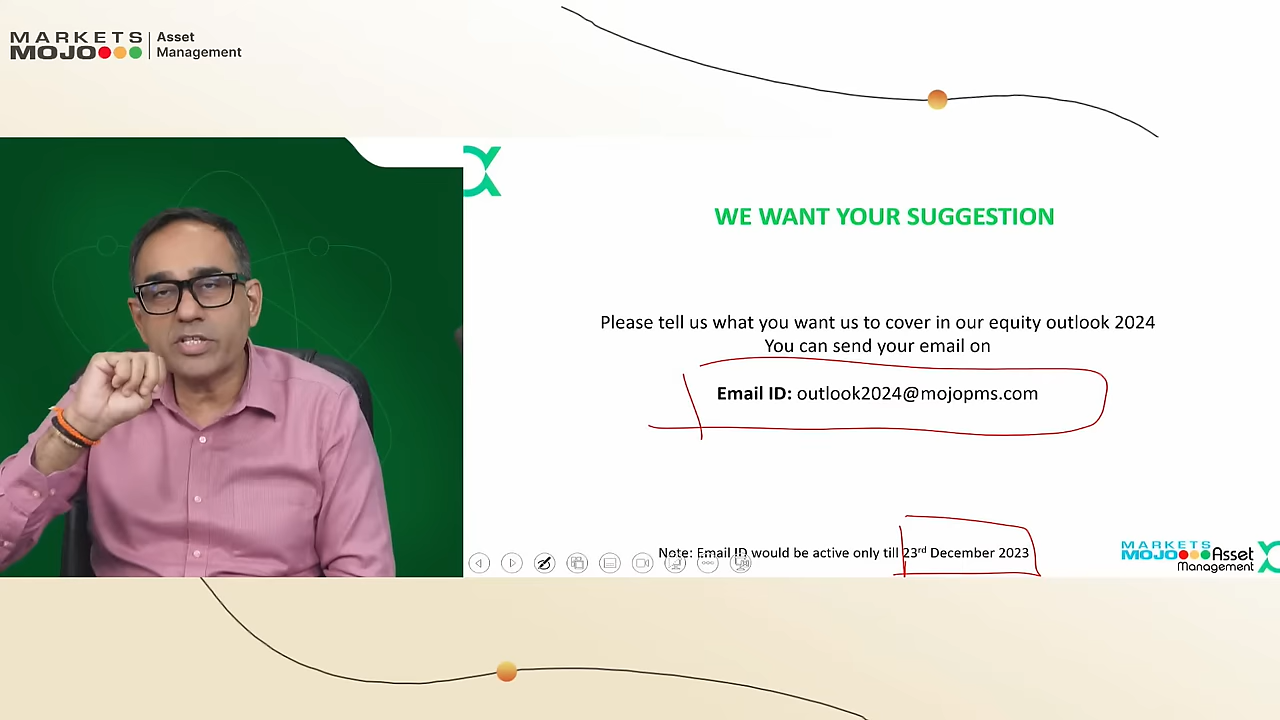 MARKETS
MOJO
Asset
Management
WE WANT YOUR SUGGESTION
Please tell us what you want us to cover in our equity outlook 2024
You can send your email on
Email ID: outlook2024@mojopms.com
Note: Email ID would be active only till 23rd December 2023
MARKETS
MOJO
Asset
Management